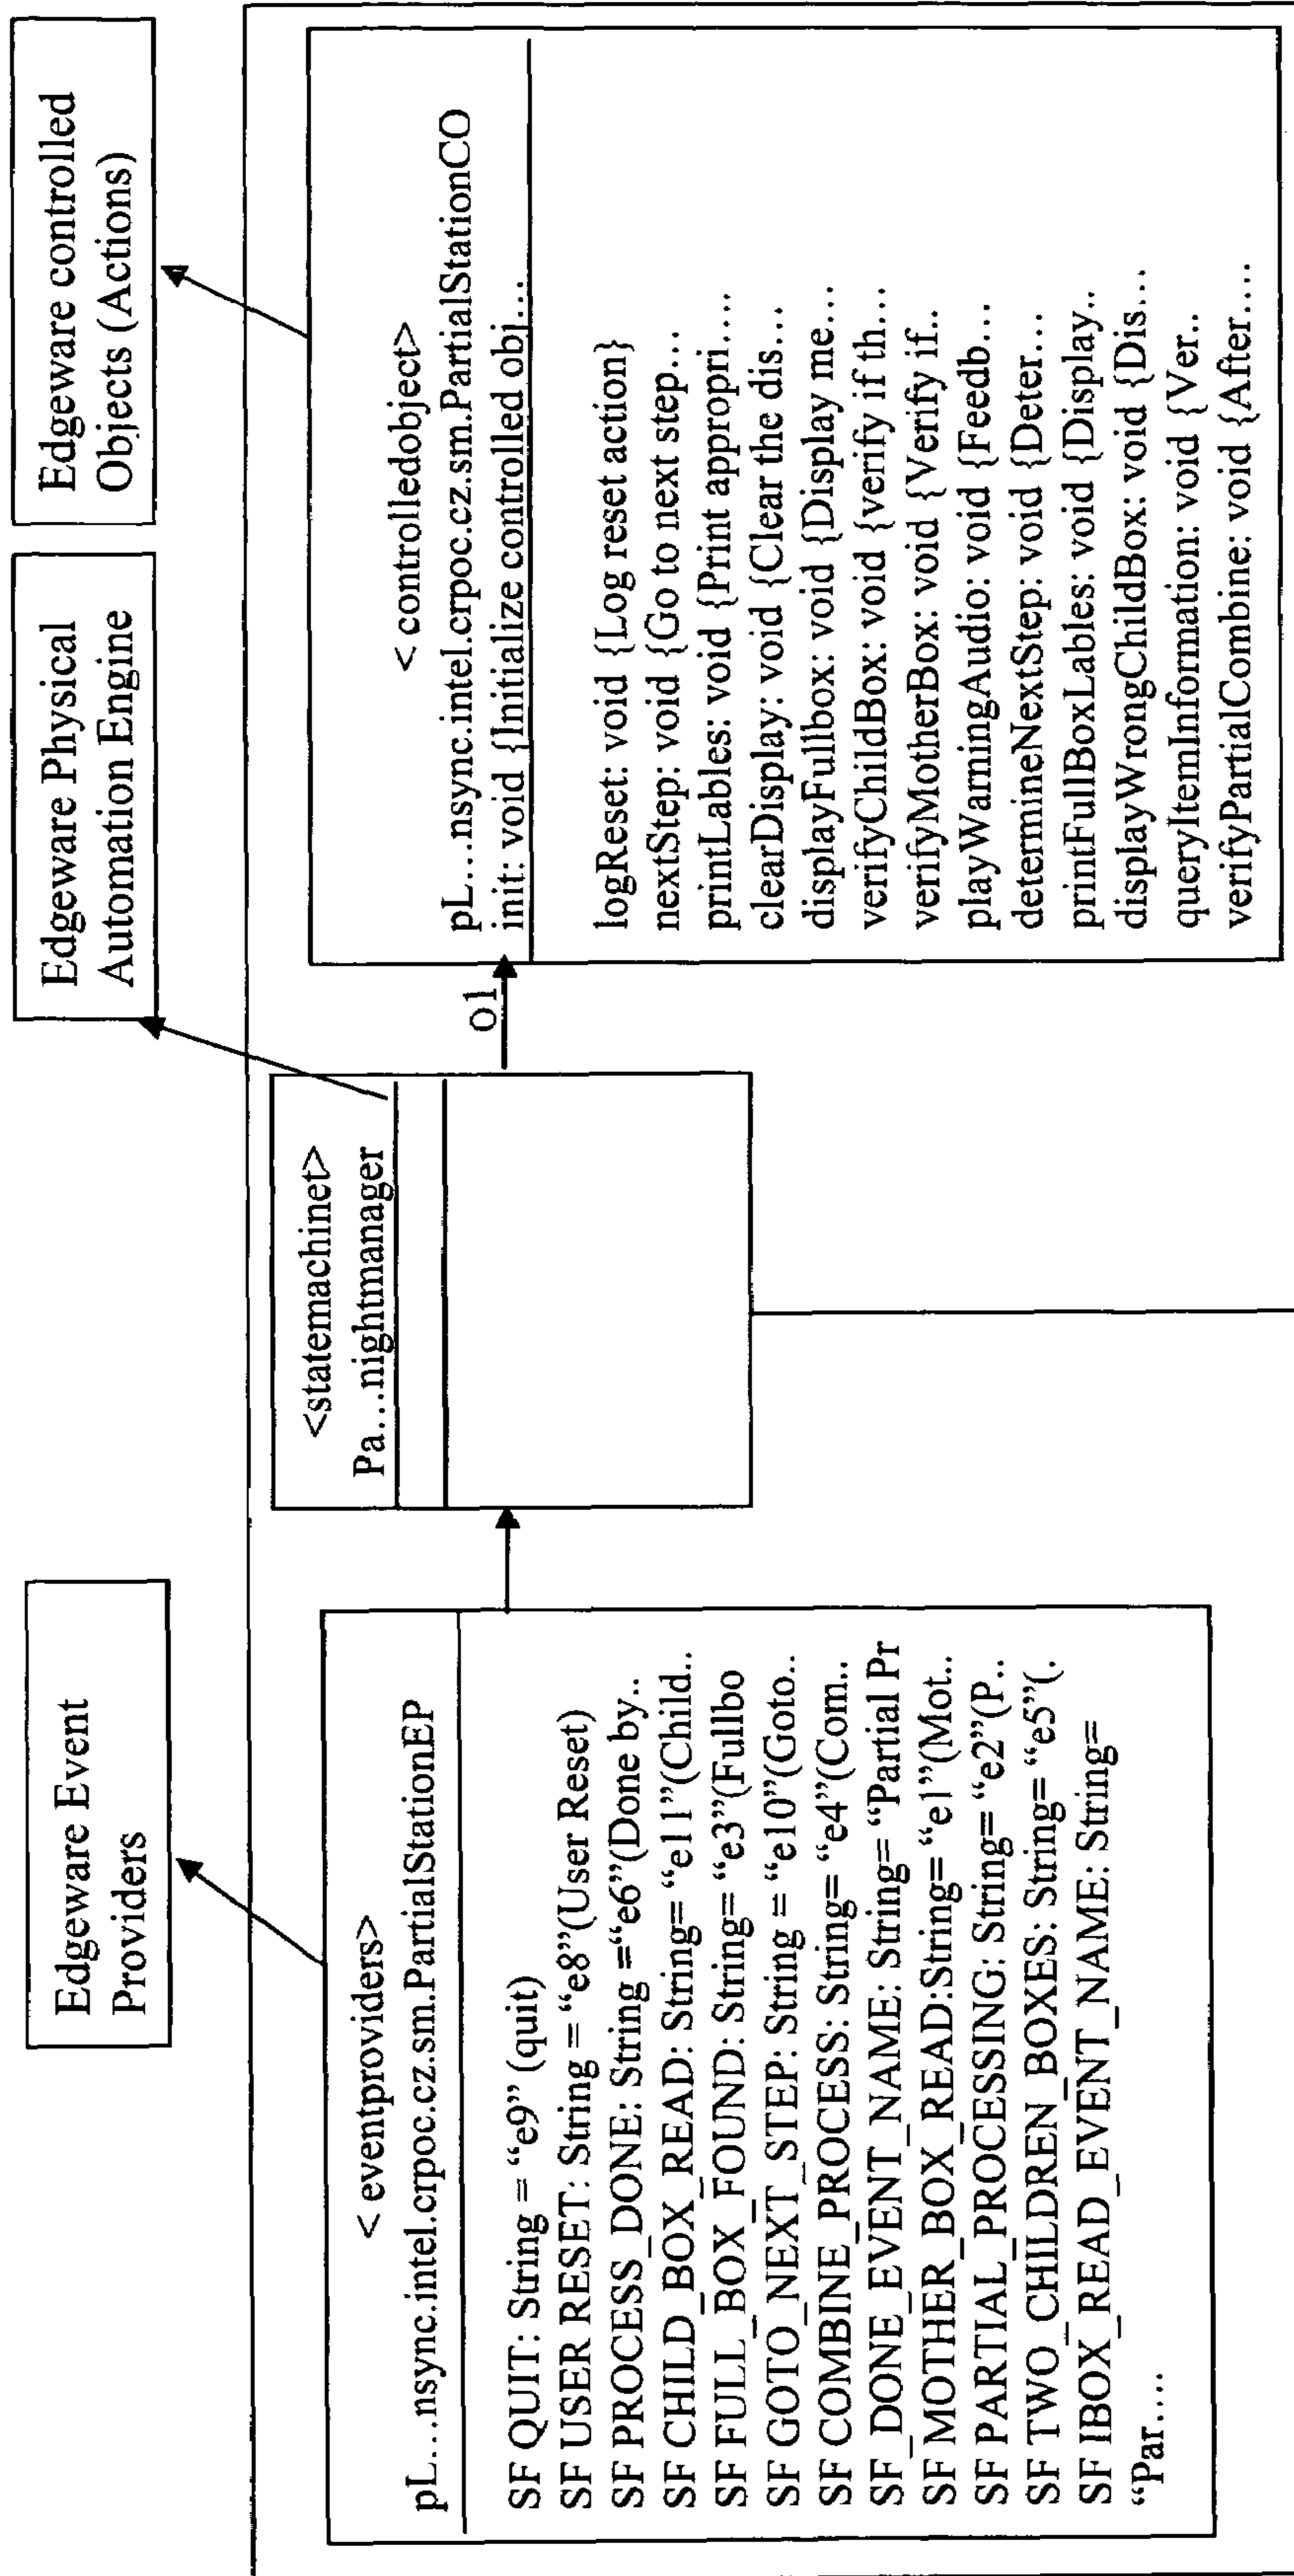 Edgeware Event
Providers
Edgeware Physical
Automation Engine
Edgeware controlled
Objects (Actions)
< eventproviders>
pL...nsync.intel.crpoc.cz.sm.PartialStationEP
SF QUIT: String = “e9” (quit)
SF USER RESET: String = “e8”(User Reset)
SF PROCESS_DONE: String =“e6”(Done by..
SF CHILD_BOX_READ: String= “e11”(Child..
SF FULL_BOX_FOUND: String= “e3”(Fullbo
SF GOTO_NEXT_STEP: String = “e10”(Goto..
SF COMBINE_PROCESS: String= “e4”(Com..
SF_DONE_EVENT_NAME: String= “Partial Pr
SF MOTHER_BOX_READ:String= “e1”(Mot..
SF PARTIAL_PROCESSING: String= “e2”(P..
SF TWO_CHILDREN_BOXES: String= “e5”(.
SF IBOX_READ_EVENT_NAME: String=
“Par....
<statemachinet>
Pa...nightmanager
o1
< controlledobject>
pL...nsync.intel.crpoc.cz.sm.PartialStationCO
init: void {Initialize controlled obj...
logReset: void {Log reset action}
nextStep: void {Go to next step...
printLables: void {Print appropri....
clearDisplay: void {Clear the dis...
displayFullbox: void {Display me...
verifyChildBox: void {verify if th...
verifyMotherBox: void {Verify if..
playWarningAudio: void {Feedb...
determineNextStep: void {Deter...
printFullBoxLables: void {Display..
displayWrongChildBox: void {Dis...
queryItemInformation: void {Ver..
verifyPartialCombine: void {After....